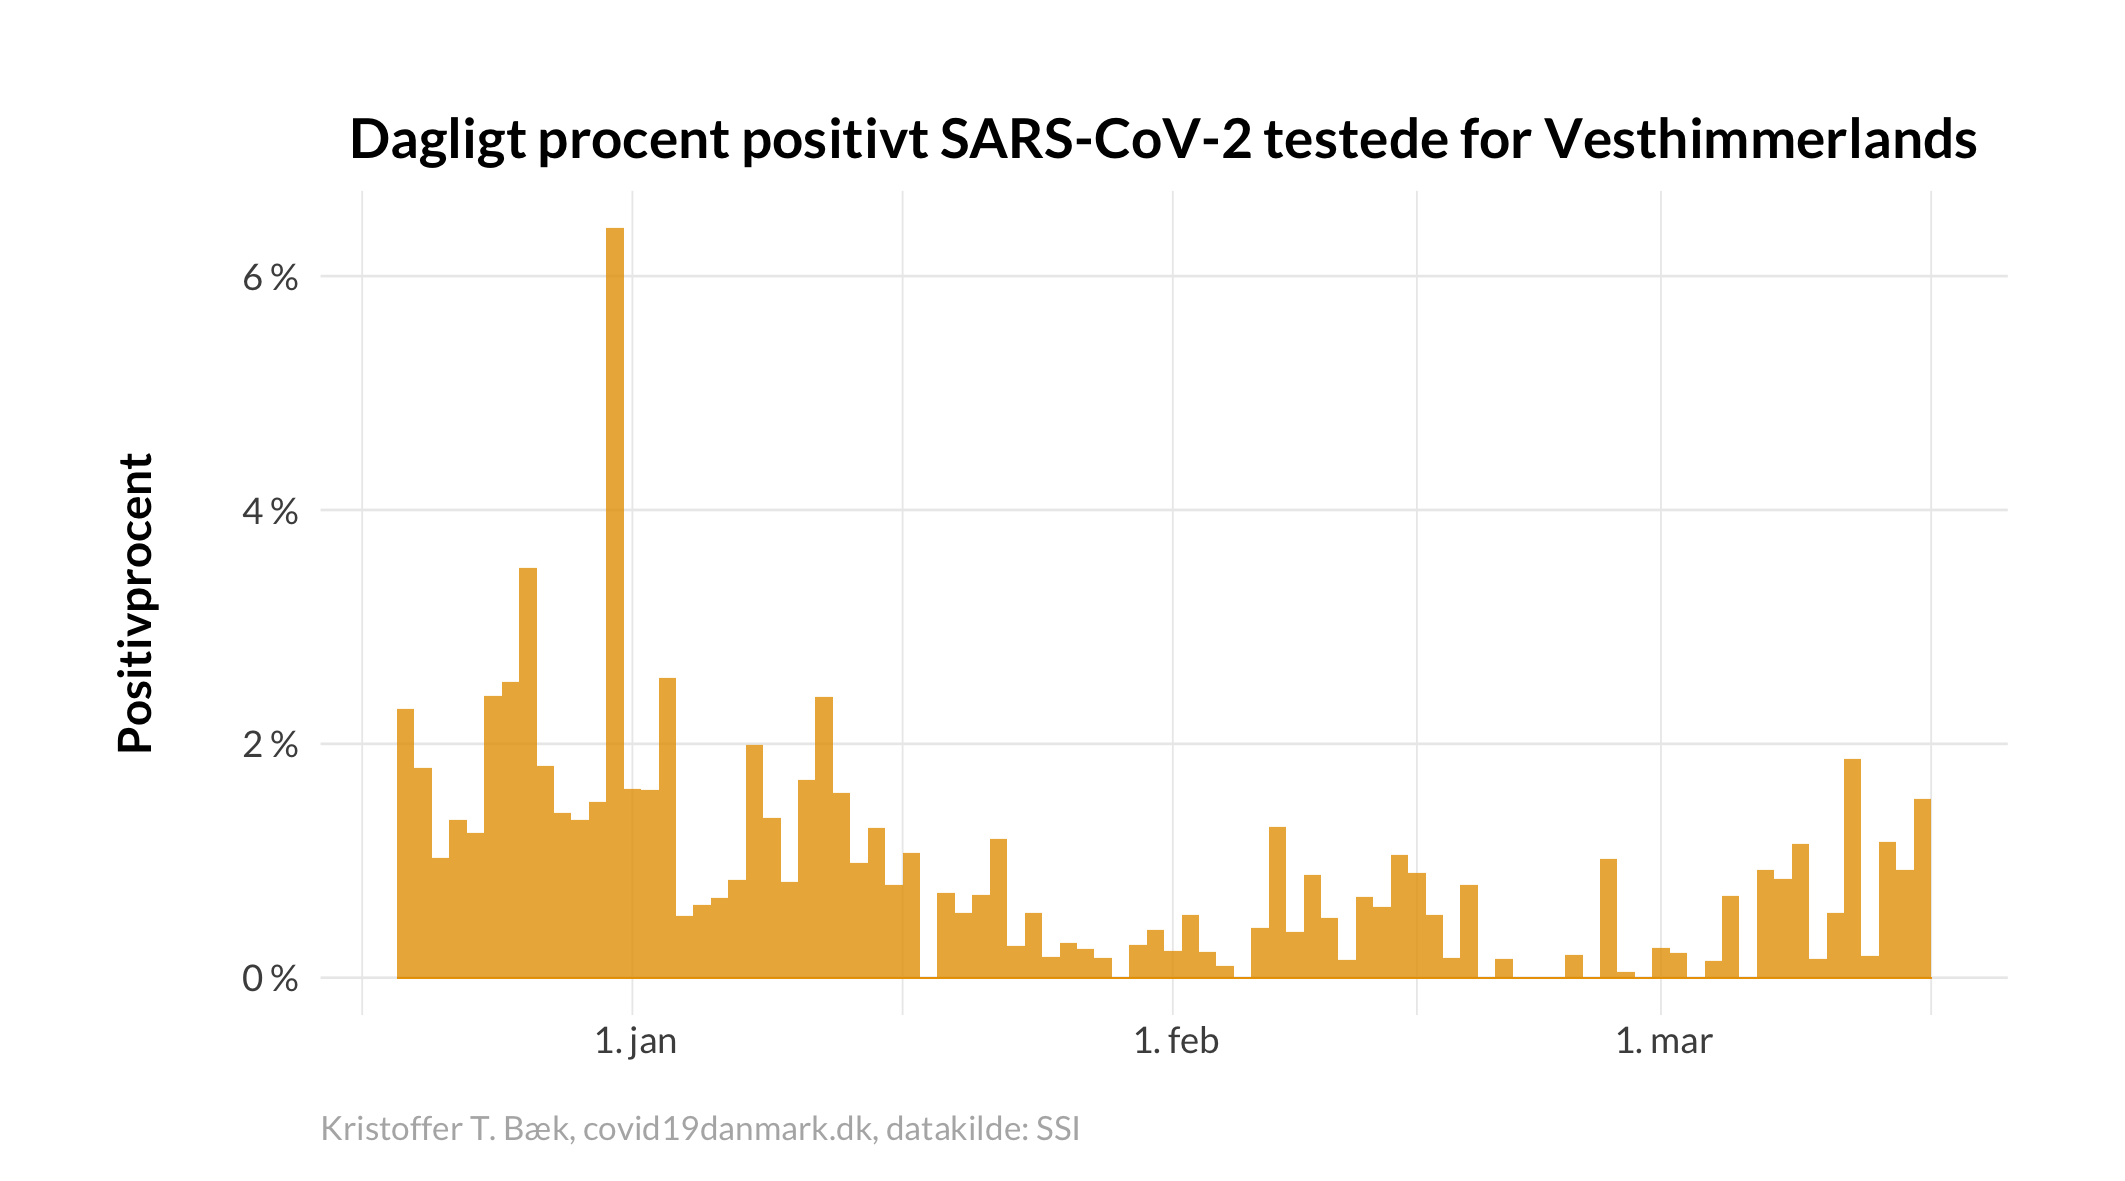 Dagligt procent positivt SARS-CoV-2 testede for Vesthimmerlands
Positivprocent
6 %
4 %
2 %
0 %
1. jan
1. feb
1. mar
Kristoffer T. Bæk, covid19danmark.dk, datakilde: SSI